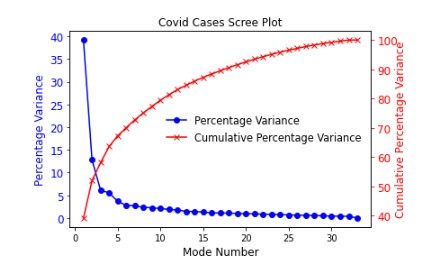 Covid Cases Scree Plot
40
35
30
25
20
15
10
5
0
Percentage Variance
100
90
80
70
60
50
40
Cumulative Percentage Variance
Percentage Variance
Cumulative Percentage Variance
0 5 10 15 20 25 30
Mode Number